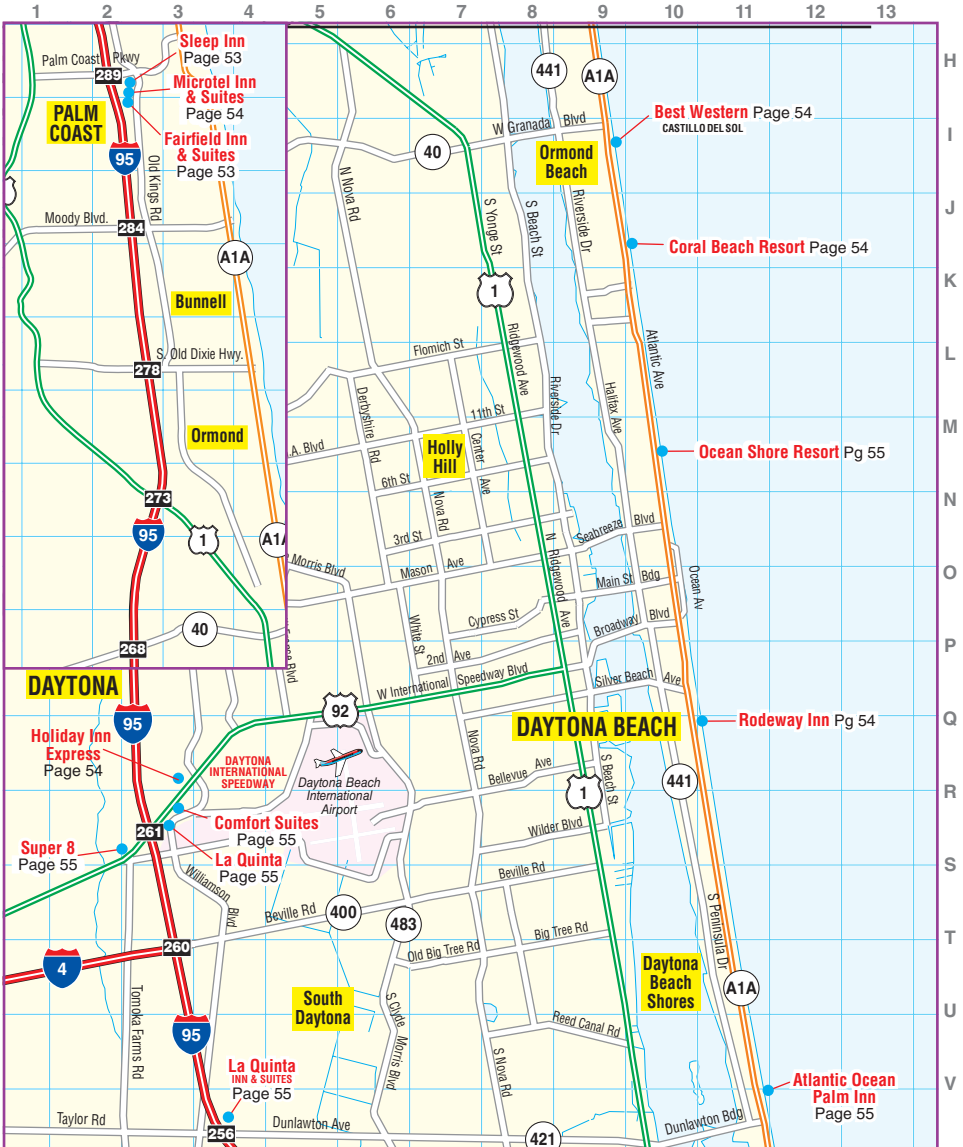 1 2 3 4 5 6 7 8 9 10 11 12 13
H
I
J
K
L
M
N
O
P
Q
R
S
T
U
V
Palm Coast Pkwy
289
Sleep Inn
Page 53
Microtel Inn
& Suites
Page 54
Fairfield Inn
& Suites
Page 53
PALM
COAST
95
Old Kings Rd
Moody Blvd.
284
A1A
Bunnell
S. Old Dixie Hwy.
278
Ormond
273
95
1
A1A
40
268
441
A1A
W Granada Blvd
40
Ormond
Beach
Best Western Page 54
CASTILLO DEL SOL
N Nova Rd
S Yonge St
S Beach St
Riverside Dr
Coral Beach Resort Page 54
1
Ridgewood Ave
Atlantic Ave
Flomich St
Derbyshire Rd
Riverside Dr
Halifax Ave
11th St
.A. Blvd
Holly
Hill
Center Ave
6th St
Nova Rd
Ocean Shore Resort Pg 55
3rd St
Seabreeze Blvd
N Ridgewood Ave
Morris Blvd
Mason Ave
Main St Bdg
Ocean Av
White St
Cypress St
Broadway Blvd
2nd Ave
W International Speedway Blvd
Silver Beach Ave
DAYTONA
95
92
DAYTONA BEACH
Rodeway Inn Pg 54
Holiday Inn
Express
Page 54
DAYTONA
INTERNATIONAL
SPEEDWAY
Daytona Beach
International
Airport
Nova Rd
Bellevue Ave
S Beach St
441
1
261
Comfort Suites
Page 55
Wilder Blvd
Super 8
Page 55
La Quinta
Page 55
Williamson Blvd
Beville Rd
Beville Rd
400
483
S Peninsula Dr
260
4
Old Big Tree Rd
Big Tree Rd
Daytona
Beach
Shores
A1A
South
Daytona
Tomoka Farms Rd
S Clyde Morris Blvd
Reed Canal Rd
95
S Nova Rd
La Quinta
INN & SUITES
Page 55
Atlantic Ocean
Palm Inn
Page 55
Taylor Rd
256
Dunlawton Ave
421
Dunlawton Bdg